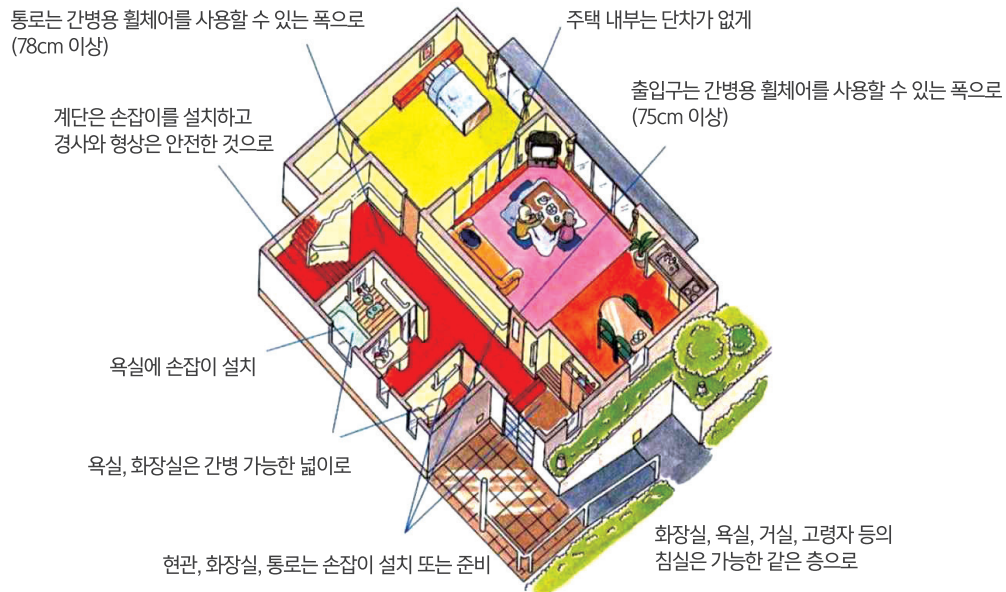 통로는 간병용 휠체어를 사용할 수 있는 폭으로
(78cm 이상)
주택 내부는 단차가 없게
출입구는 간병용 휠체어를 사용할 수 있는 폭으로
(75cm 이상)
계단은 손잡이를 설치하고
경사와 형상은 안전한 것으로
욕실에 손잡이 설치
욕실, 화장실은 간병 가능한 넓이로
현관, 화장실, 통로는 손잡이 설치 또는 준비
화장실, 욕실, 거실, 고령자 등의
침실은 가능한 같은 층으로